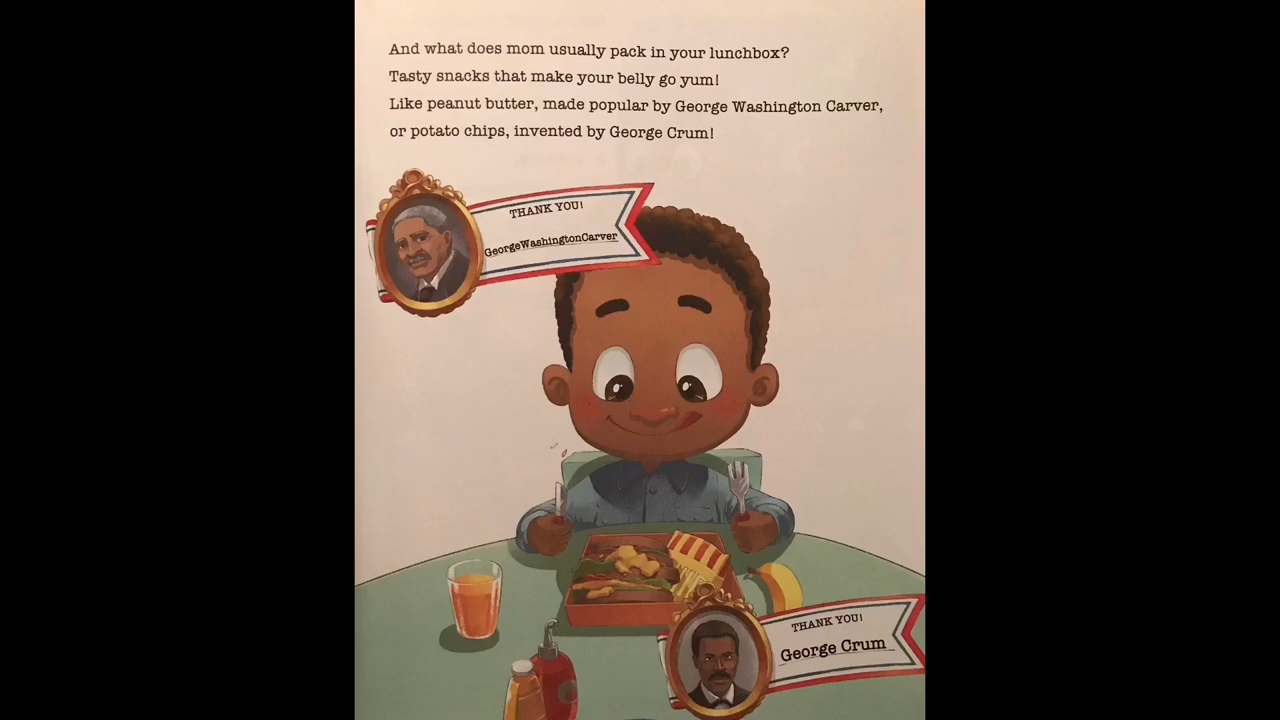 And what does mom usually pack in your lunchbox?
Tasty snacks that make your belly go yum!
Like peanut butter, made popular by George Washington Carver,
or potato chips, invented by George Crum!
THANK YOU!
GeorgeWashingtonCarver
THANK YOU!
George Crum